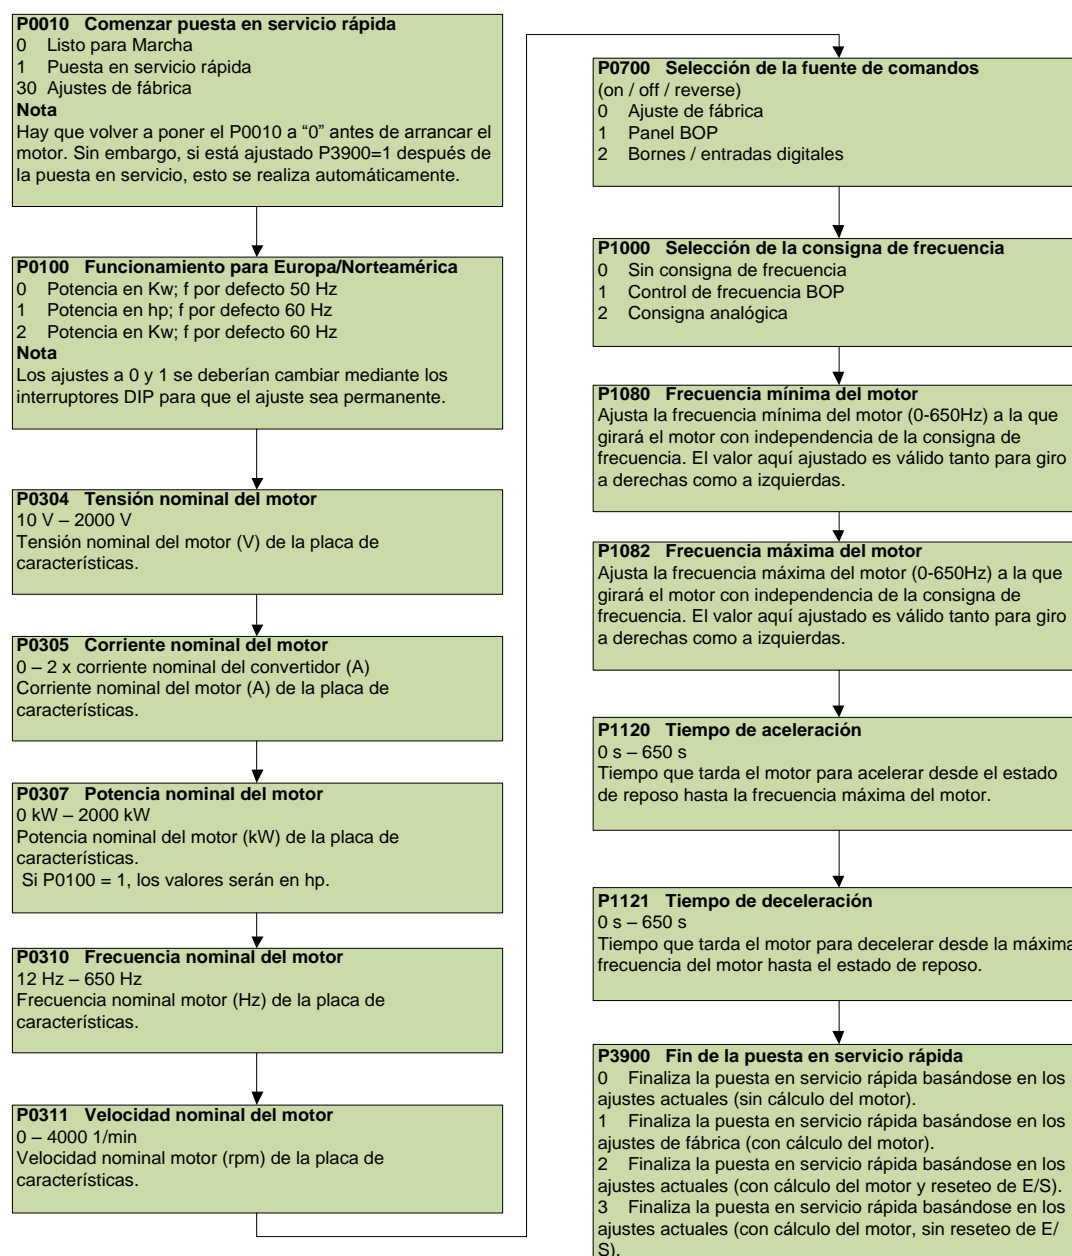 P0010 Comenzar puesta en servicio rápida
0 Listo para Marcha
1 Puesta en servicio rápida
30 Ajustes de fábrica
Nota
Hay que volver a poner el P0010 a “0” antes de arrancar el
motor. Sin embargo, si está ajustado P3900=1 después de
la puesta en servicio, esto se realiza automáticamente.
P0100 Funcionamiento para Europa/Norteamérica
0 Potencia en Kw; f por defecto 50 Hz
1 Potencia en hp; f por defecto 60 Hz
2 Potencia en Kw; f por defecto 60 Hz
Nota
Los ajustes a 0 y 1 se deberían cambiar mediante los
interruptores DIP para que el ajuste sea permanente.
P0304 Tensión nominal del motor
10 V – 2000 V
Tensión nominal del motor (V) de la placa de
características.
P0305 Corriente nominal del motor
0 – 2 x corriente nominal del convertidor (A)
Corriente nominal del motor (A) de la placa de
características.
P0307 Potencia nominal del motor
0 kW – 2000 kW
Potencia nominal del motor (kW) de la placa de
características.
Si P0100 = 1, los valores serán en hp.
P0310 Frecuencia nominal del motor
12 Hz – 650 Hz
Frecuencia nominal motor (Hz) de la placa de
características.
P0311 Velocidad nominal del motor
0 – 4000 1/min
Velocidad nominal motor (rpm) de la placa de
características.
P0700 Selección de la fuente de comandos
(on / off / reverse)
0 Ajuste de fábrica
1 Panel BOP
2 Bornes / entradas digitales
P1000 Selección de la consigna de frecuencia
0 Sin consigna de frecuencia
1 Control de frecuencia BOP
2 Consigna analógica
P1080 Frecuencia mínima del motor
Ajusta la frecuencia mínima del motor (0-650Hz) a la que
girará el motor con independencia de la consigna de
frecuencia. El valor aquí ajustado es válido tanto para giro
a derechas como a izquierdas.
P1082 Frecuencia máxima del motor
Ajusta la frecuencia máxima del motor (0-650Hz) a la que
girará el motor con independencia de la consigna de
frecuencia. El valor aquí ajustado es válido tanto para giro
a derechas como a izquierdas.
P1120 Tiempo de aceleración
0 s – 650 s
Tiempo que tarda el motor para acelerar desde el estado
de reposo hasta la frecuencia máxima del motor.
P1121 Tiempo de deceleración
0 s – 650 s
Tiempo que tarda el motor para decelerar desde la máxima
frecuencia del motor hasta el estado de reposo.
P3900 Fin de la puesta en servicio rápida
0 Finaliza la puesta en servicio rápida basándose en los
ajustes actuales (sin cálculo del motor).
1 Finaliza la puesta en servicio rápida basándose en los
ajustes de fábrica (con cálculo del motor).
2 Finaliza la puesta en servicio rápida basándose en los
ajustes actuales (con cálculo del motor y reseteo de E/S).
3 Finaliza la puesta en servicio rápida basándose en los
ajustes actuales (con cálculo del motor, sin reseteo de E/
S).